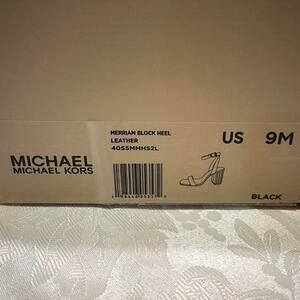 MERRIAM BLOCK HEEL
LEATHER
40S5MMHS2L
US 9M
MICHAEL
MICHAEL KORS
BLACK